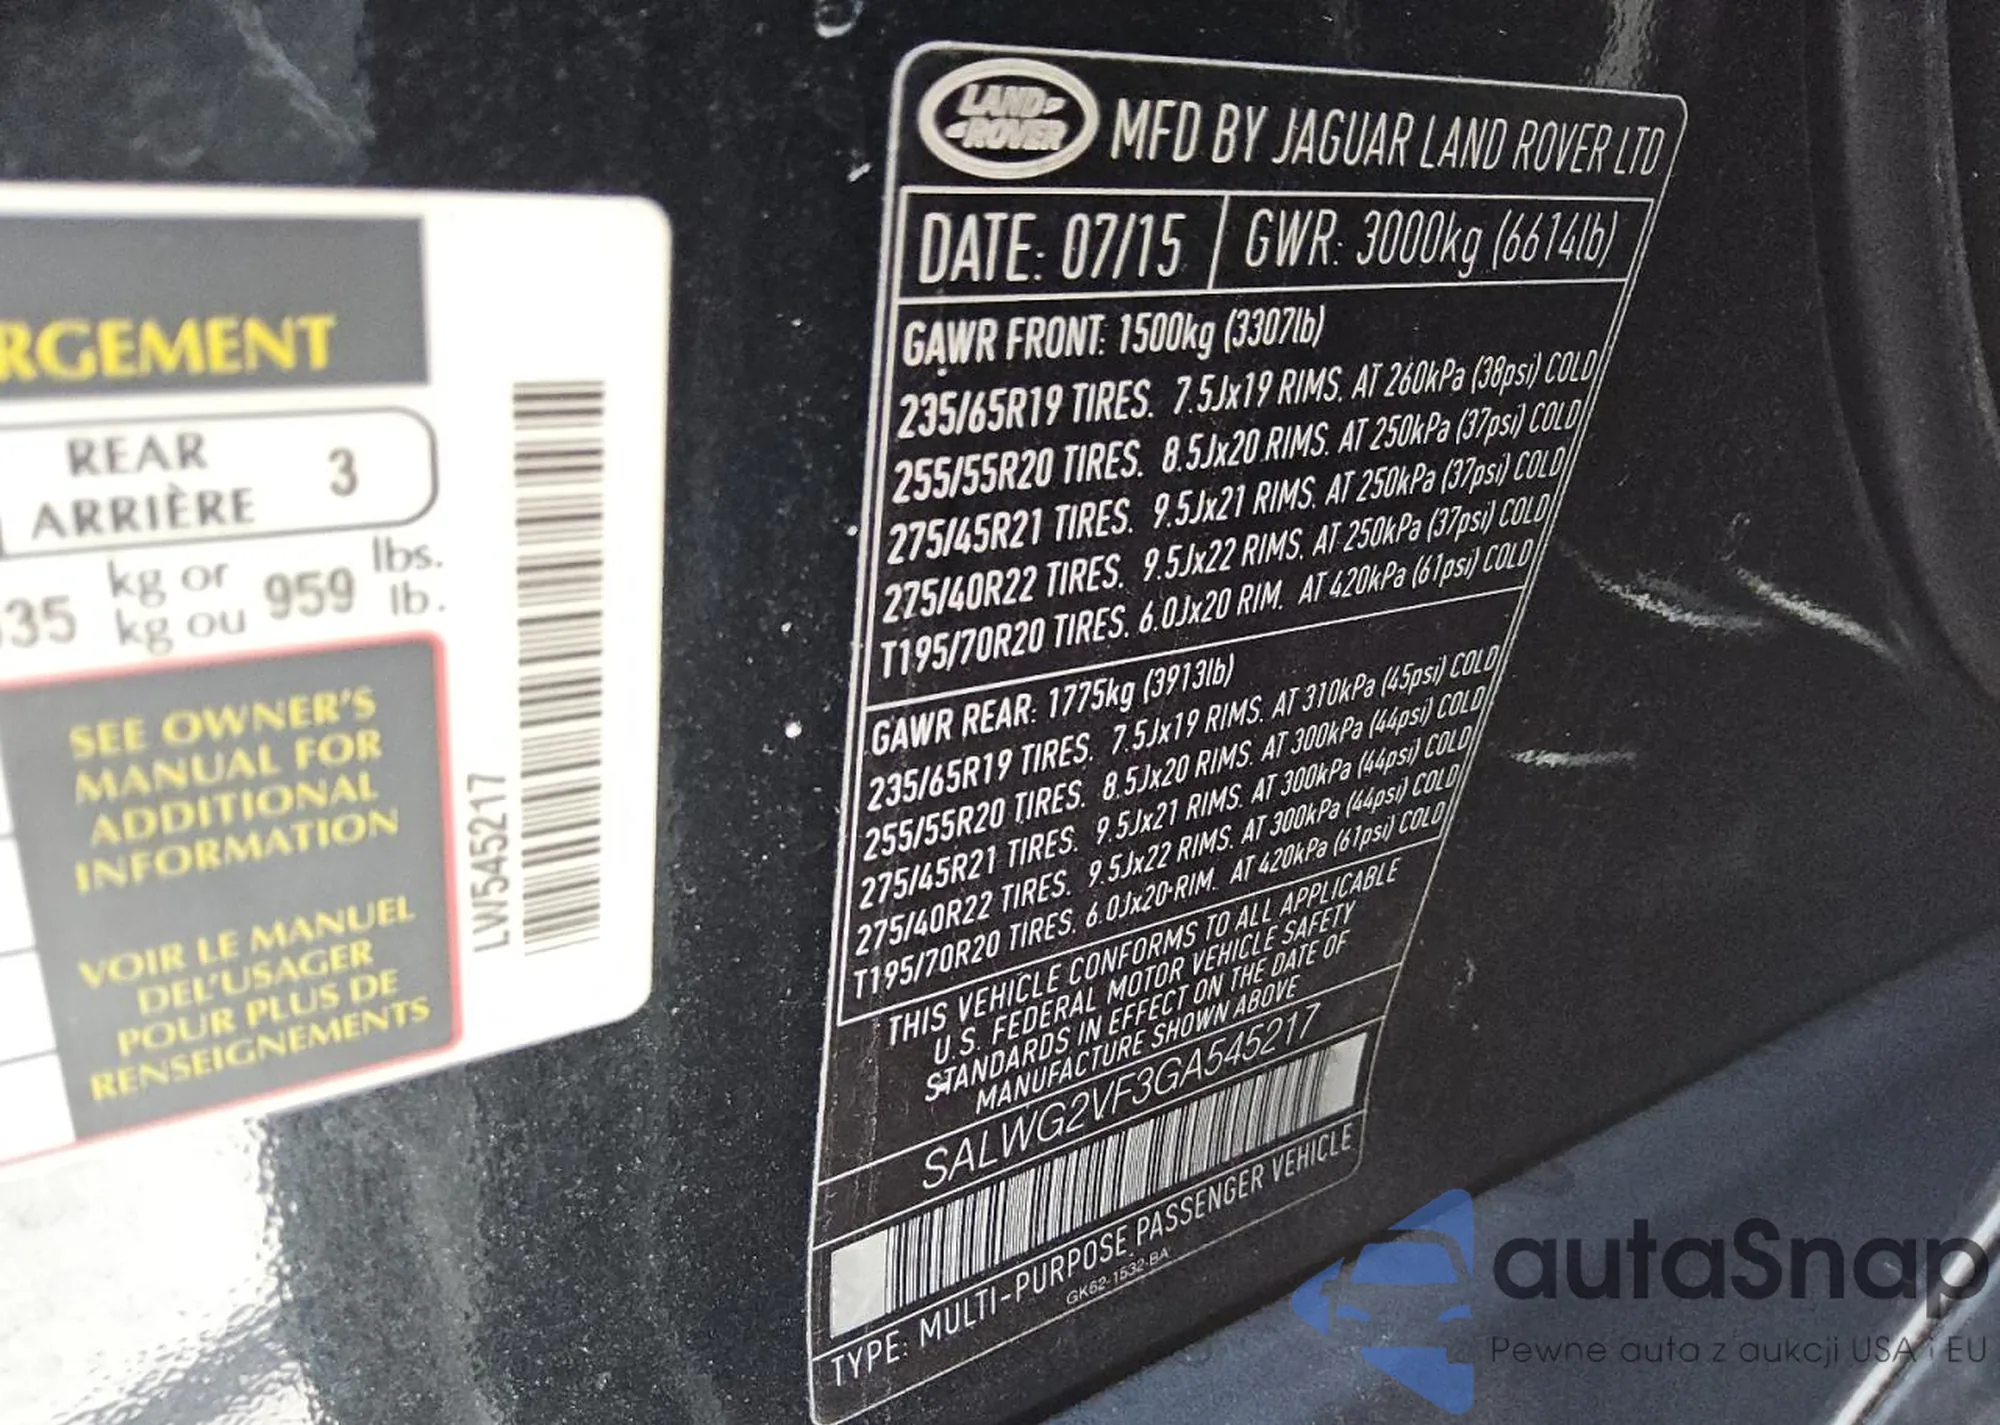 RGEMENT
REAR
ARRIÈRE 3
35 kg or 959 lbs.
kg ou lb.
SEE OWNER'S
MANUAL FOR
ADDITIONAL
INFORMATION
VOIR LE MANUEL
DEL'USAGER
POUR PLUS DE
RENSEIGNEMENTS
LW545217
LAND
ROVER
MFD BY JAGUAR LAND ROVER LTD
DATE: 07/15 GWR: 3000kg (6614lb)
GAWR FRONT: 1500kg (3307lb)
235/65R19 TIRES. 7.5Jx19 RIMS. AT 260kPa (38psi) COLD
255/55R20 TIRES. 8.5Jx20 RIMS. AT 250kPa (37psi) COLD
275/45R21 TIRES. 9.5Jx21 RIMS. AT 250kPa (37psi) COLD
275/40R22 TIRES. 9.5Jx22 RIMS. AT 250kPa (37psi) COLD
T195/70R20 TIRES. 6.0Jx20 RIM. AT 420kPa (61psi) COLD
GAWR REAR: 1775kg (3913lb)
235/65R19 TIRES. 7.5Jx19 RIMS. AT 310kPa (45psi) COLD
255/55R20 TIRES. 8.5Jx20 RIMS. AT 300kPa (44psi) COLD
275/45R21 TIRES. 9.5Jx21 RIMS. AT 300kPa (44psi) COLD
275/40R22 TIRES. 9.5Jx22 RIMS. AT 300kPa (44psi) COLD
T195/70R20 TIRES. 6.0Jx20 RIM. AT 420kPa (61psi) COLD
THIS VEHICLE CONFORMS TO ALL APPLICABLE
U.S. FEDERAL MOTOR VEHICLE SAFETY
STANDARDS IN EFFECT ON THE DATE OF
MANUFACTURE SHOWN ABOVE
SALWG2VF3GA545217
TYPE: MULTI-PURPOSE PASSENGER VEHICLE
GK62-1532-BA
autaSnap
Pewne auta z aukcji USA i EU